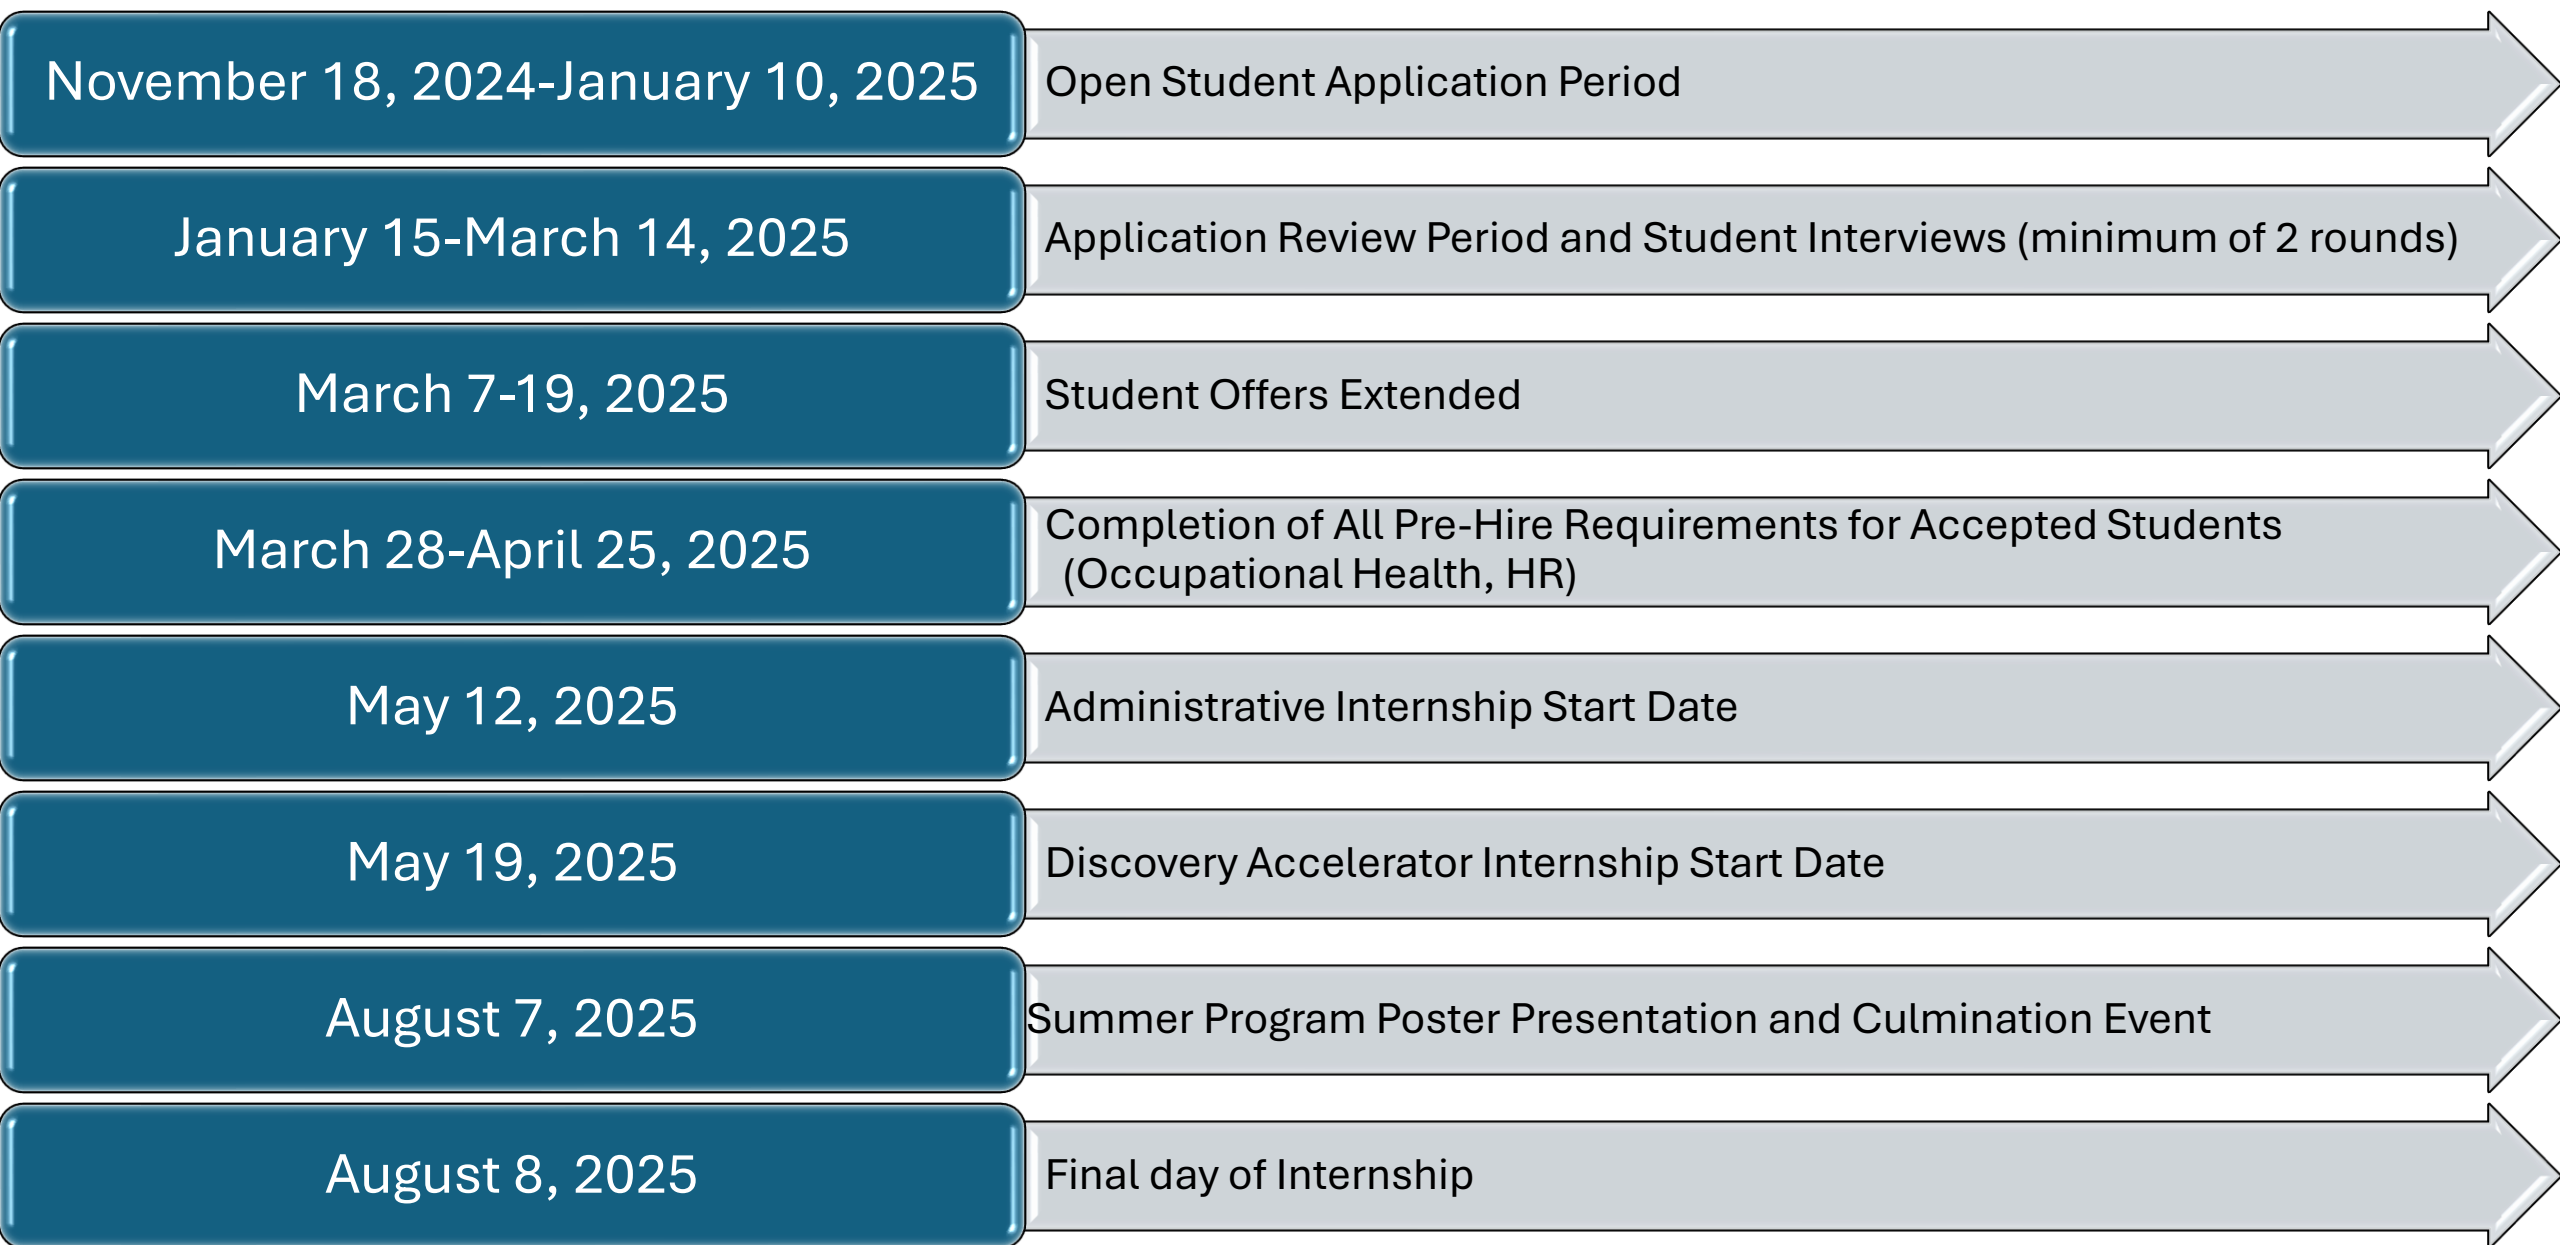 November 18, 2024-January 10, 2025
Open Student Application Period
January 15-March 14, 2025
Application Review Period and Student Interviews (minimum of 2 rounds)
March 7-19, 2025
Student Offers Extended
March 28-April 25, 2025
Completion of All Pre-Hire Requirements for Accepted Students
(Occupational Health, HR)
May 12, 2025
Administrative Internship Start Date
May 19, 2025
Discovery Accelerator Internship Start Date
August 7, 2025
Summer Program Poster Presentation and Culmination Event
August 8, 2025
Final day of Internship